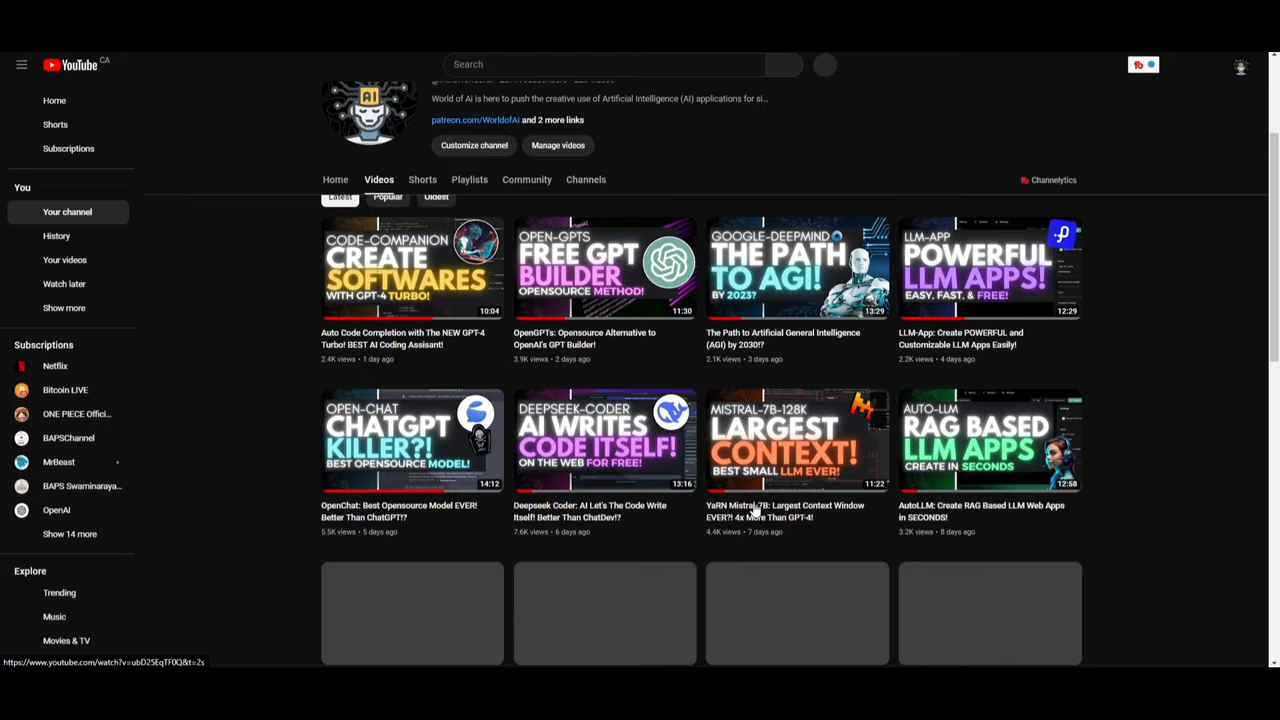 YouTube CA
Search
Home
Shorts
Subscriptions
You
Your channel
History
Your videos
Watch later
Show more
Subscriptions
Netflix
Bitcoin LIVE
ONE PIECE Offici...
BAPSChannel
MrBeast
BAPS Swaminaraya...
OpenAI
Show 14 more
Explore
Trending
Music
Movies & TV
AI
World of Ai is here to push the creative use of Artificial Intelligence (AI) applications for si...
patreon.com/WorldofAi and 2 more links
Customize channel
Manage videos
Home
Videos
Shorts
Playlists
Community
Channels
Channelytics
Latest
Popular
Oldest
CODE-COMPANION
CREATE
SOFTWARES
WITH GPT-4 TURBO!
10:04
Auto Code Completion with The NEW GPT-4
Turbo! BEST AI Coding Assisant!
2.4K views • 1 day ago
OPEN-GPTS
FREE GPT
BUILDER
OPENSOURCE METHOD!
11:30
OpenGPTs: Opensource Alternative to
OpenAI's GPT Builder!
3.9K views • 2 days ago
GOOGLE-DEEPMIND
THE PATH
TO AGI!
BY 2023?
13:29
The Path to Artificial General Intelligence
(AGI) by 2030!?
2.1K views • 3 days ago
LLM-APP
POWERFUL
LLM APPS!
EASY, FAST, & FREE!
12:29
LLM-App: Create POWERFUL and
Customizable LLM Apps Easily!
2.2K views • 4 days ago
OPEN-CHAT
CHATGPT
KILLER?!
BEST OPENSOURCE MODEL!
14:12
OpenChat: Best Opensource Model EVER!
Better Than ChatGPT!?
5.5K views • 5 days ago
DEEPSEEK-CODER
AI WRITES
CODE ITSELF!
ON THE WEB FOR FREE!
13:16
Deepseek Coder: AI Let's The Code Write
Itself! Better Than ChatDev!?
7.6K views • 6 days ago
MISTRAL-7B-128K
LARGEST
CONTEXT!
BEST SMALL LLM EVER!
11:22
YaRN Mistral-7B: Largest Context Window
EVER?! 4x More Than GPT-4!
4.4K views • 7 days ago
AUTO-LLM
RAG BASED
LLM APPS
CREATE IN SECONDS
12:58
AutoLLM: Create RAG Based LLM Web Apps
in SECONDS!
3.2K views • 8 days ago
https://www.youtube.com/watch?v=ubD25EqTF0Q&t=2s